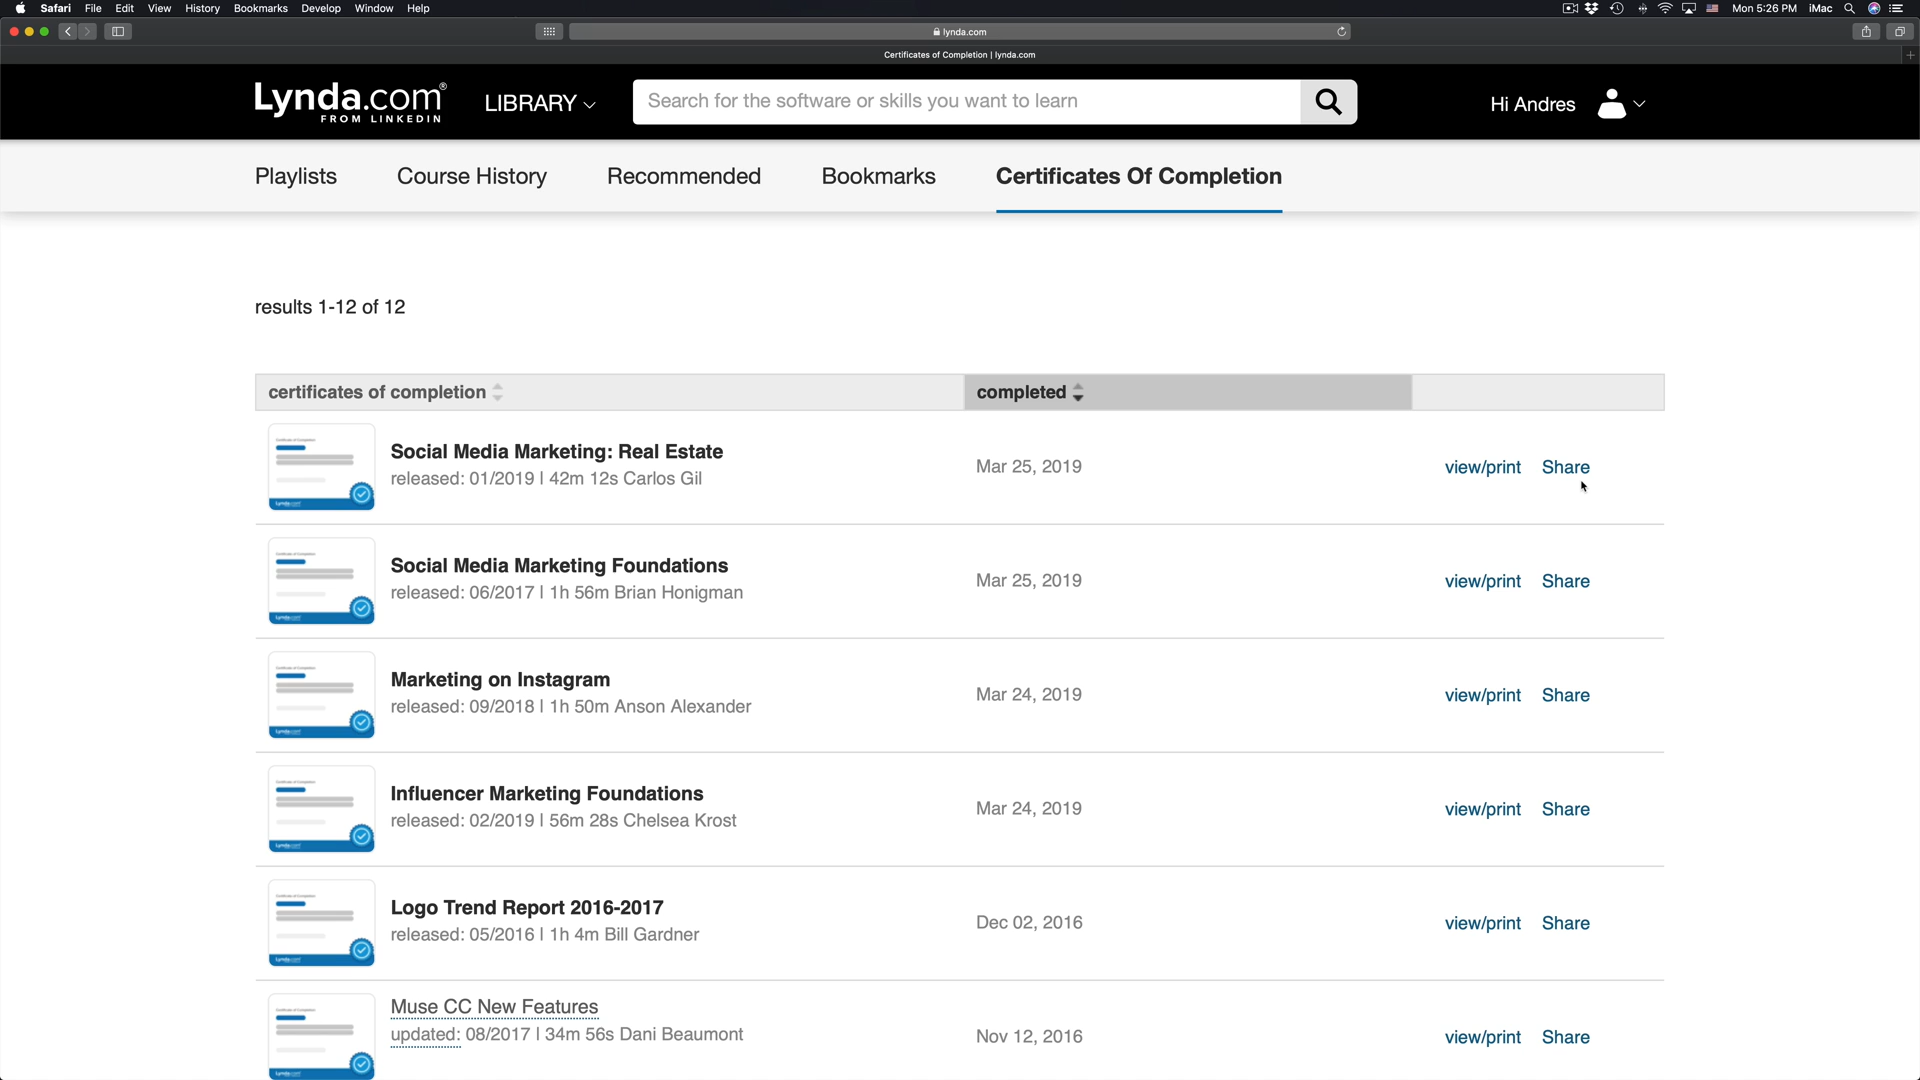 Safari File Edit View History Bookmarks Develop Window Help Mon 5:26 PM iMac
lynda.com
Certificates of Completion | lynda.com
Lynda.com® LIBRARY Search for the software or skills you want to learn Hi Andres
FROM LINKEDIN
Playlists Course History Recommended Bookmarks Certificates Of Completion
results 1-12 of 12
certificates of completion completed
Social Media Marketing: Real Estate
released: 01/2019 | 42m 12s Carlos Gil
Mar 25, 2019 view/print Share
Social Media Marketing Foundations
released: 06/2017 | 1h 56m Brian Honigman
Mar 25, 2019 view/print Share
Marketing on Instagram
released: 09/2018 | 1h 50m Anson Alexander
Mar 24, 2019 view/print Share
Influencer Marketing Foundations
released: 02/2019 | 56m 28s Chelsea Krost
Mar 24, 2019 view/print Share
Logo Trend Report 2016-2017
released: 05/2016 | 1h 4m Bill Gardner
Dec 02, 2016 view/print Share
Muse CC New Features
updated: 08/2017 | 34m 56s Dani Beaumont
Nov 12, 2016 view/print Share